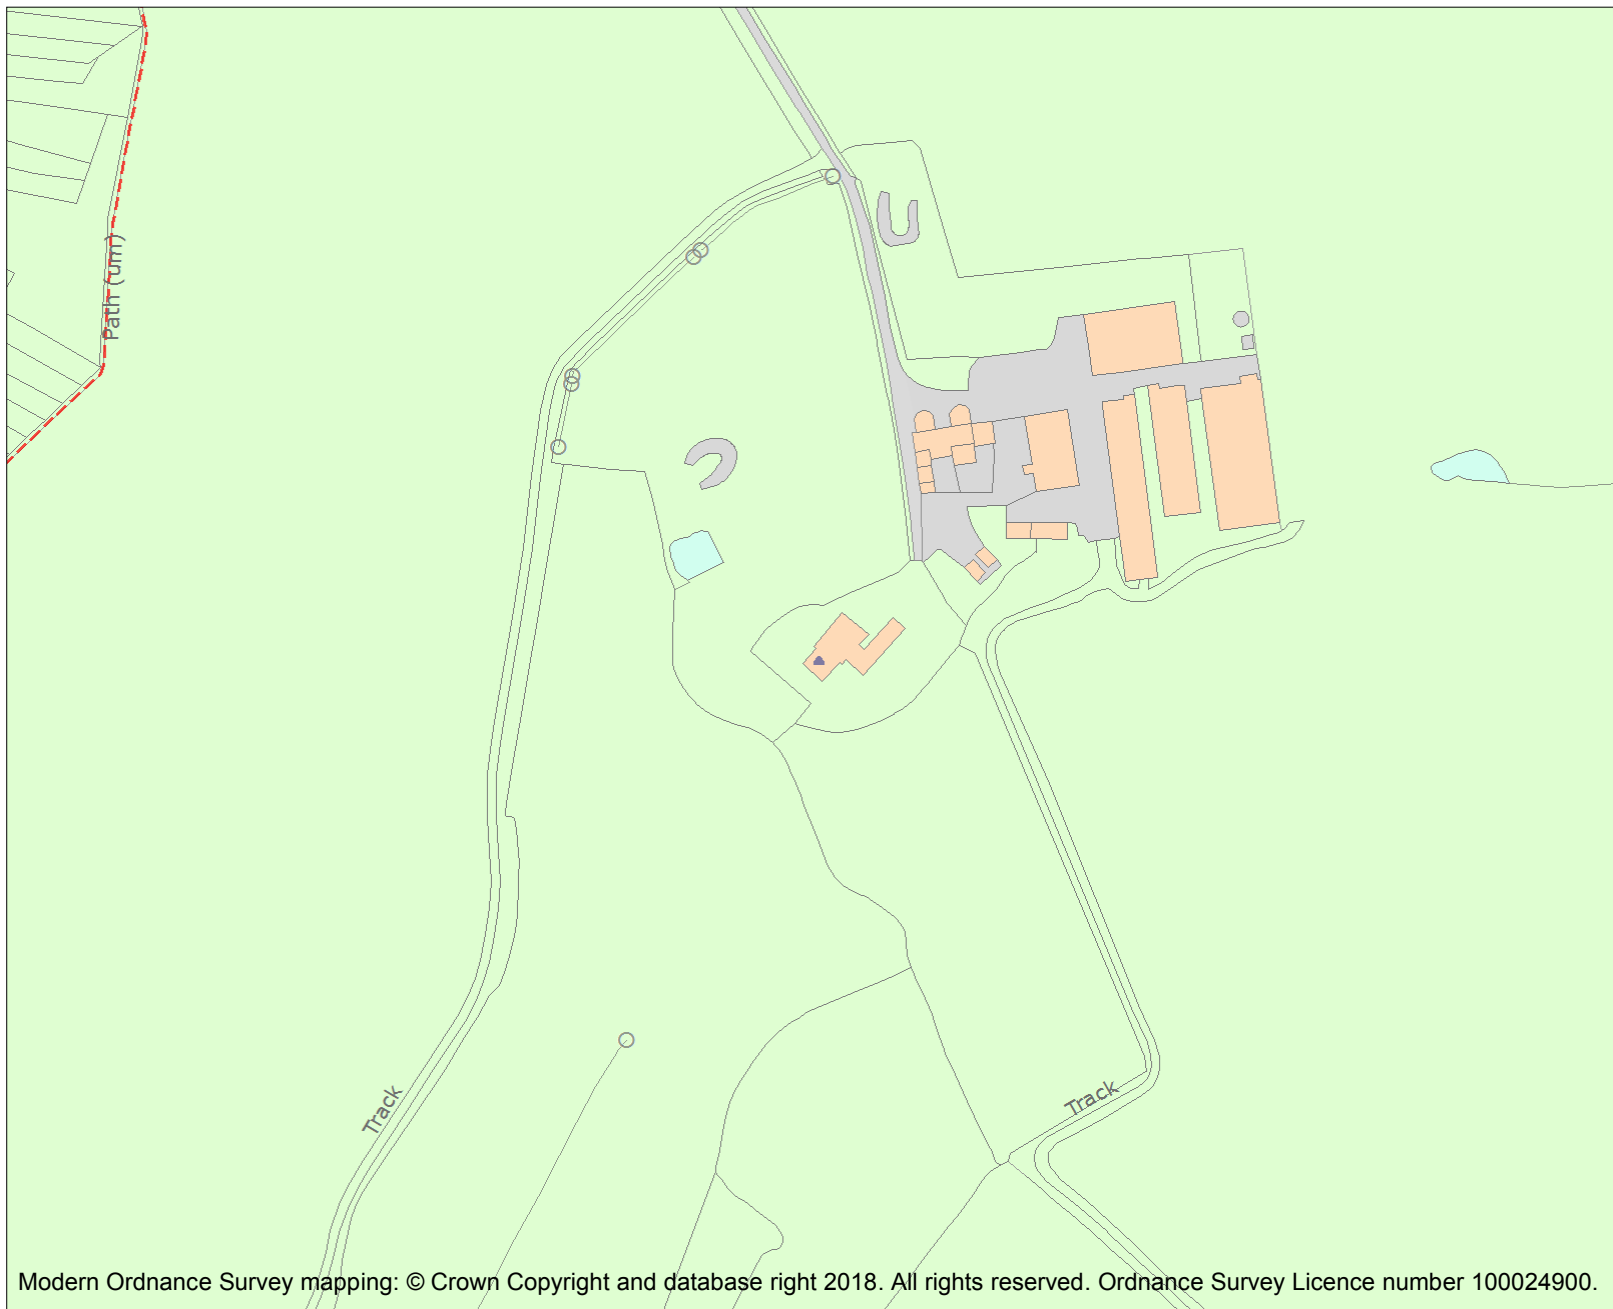 Path (um)
Track
Track
Modern Ordnance Survey mapping: © Crown Copyright and database right 2018. All rights reserved. Ordnance Survey Licence number 100024900.